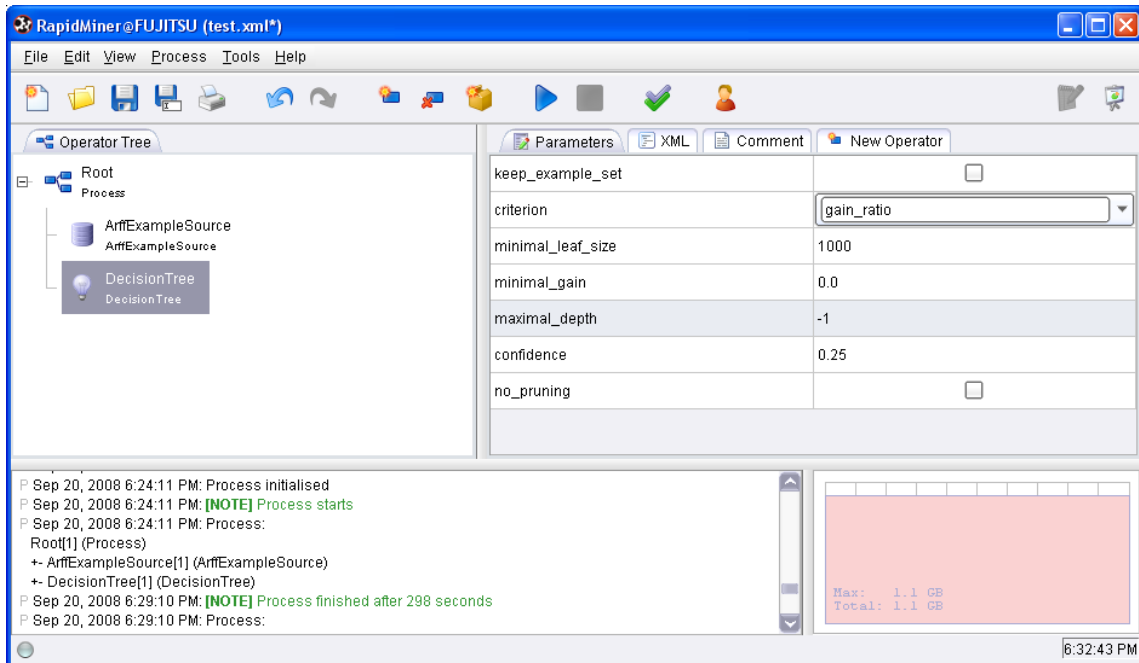 RapidMiner@FUJITSU (test.xml*)
File Edit View Process Tools Help
Operator Tree
Root
Process
ArffExampleSource
ArffExampleSource
DecisionTree
DecisionTree
Parameters XML Comment New Operator
keep_example_set
criterion gain_ratio
minimal_leaf_size 1000
minimal_gain 0.0
maximal_depth -1
confidence 0.25
no_pruning
P Sep 20, 2008 6:24:11 PM: Process initialised
P Sep 20, 2008 6:24:11 PM: [NOTE] Process starts
P Sep 20, 2008 6:24:11 PM: Process:
Root[1] (Process)
+- ArffExampleSource[1] (ArffExampleSource)
+- DecisionTree[1] (DecisionTree)
P Sep 20, 2008 6:29:10 PM: [NOTE] Process finished after 298 seconds
P Sep 20, 2008 6:29:10 PM: Process:
Max: 1.1 GB
Total: 1.1 GB
6:32:43 PM